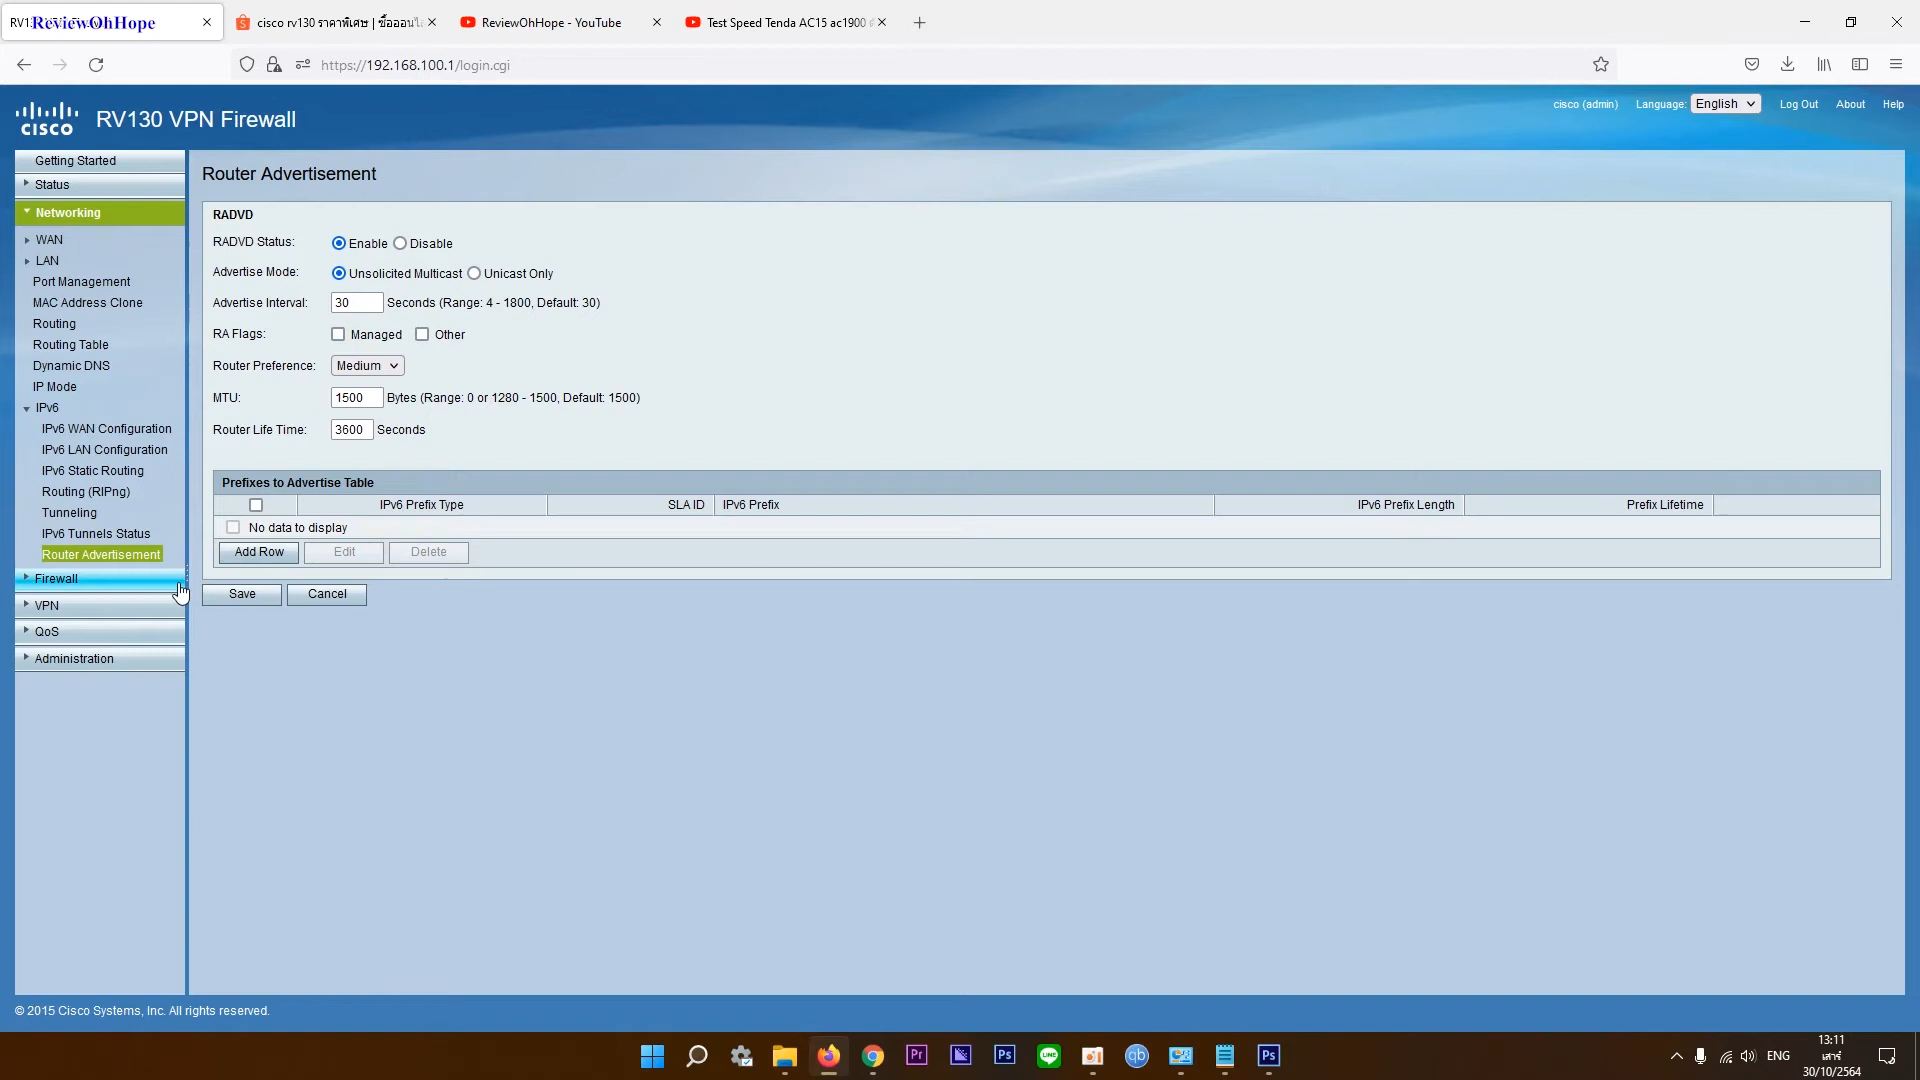 ReviewOhHope
cisco rv130 ราคาพิเศษ | ซื้อออนไ
ReviewOhHope - YouTube
Test Speed Tenda AC15 ac1900
https://192.168.100.1/login.cgi
cisco
RV130 VPN Firewall
cisco (admin) Language: English Log Out About Help
Getting Started
Status
Networking
WAN
LAN
Port Management
MAC Address Clone
Routing
Routing Table
Dynamic DNS
IP Mode
IPv6
IPv6 WAN Configuration
IPv6 LAN Configuration
IPv6 Static Routing
Routing (RIPng)
Tunneling
IPv6 Tunnels Status
Router Advertisement
Firewall
VPN
QoS
Administration
Router Advertisement
RADVD
RADVD Status: Enable Disable
Advertise Mode: Unsolicited Multicast Unicast Only
Advertise Interval: 30 Seconds (Range: 4 - 1800, Default: 30)
RA Flags: Managed Other
Router Preference: Medium
MTU: 1500 Bytes (Range: 0 or 1280 - 1500, Default: 1500)
Router Life Time: 3600 Seconds
Prefixes to Advertise Table
IPv6 Prefix Type SLA ID IPv6 Prefix IPv6 Prefix Length Prefix Lifetime
No data to display
Add Row Edit Delete
Save Cancel
© 2015 Cisco Systems, Inc. All rights reserved.
Pr Ps LINE qb Ps
ENG
13:11
เสาร์
30/10/2564